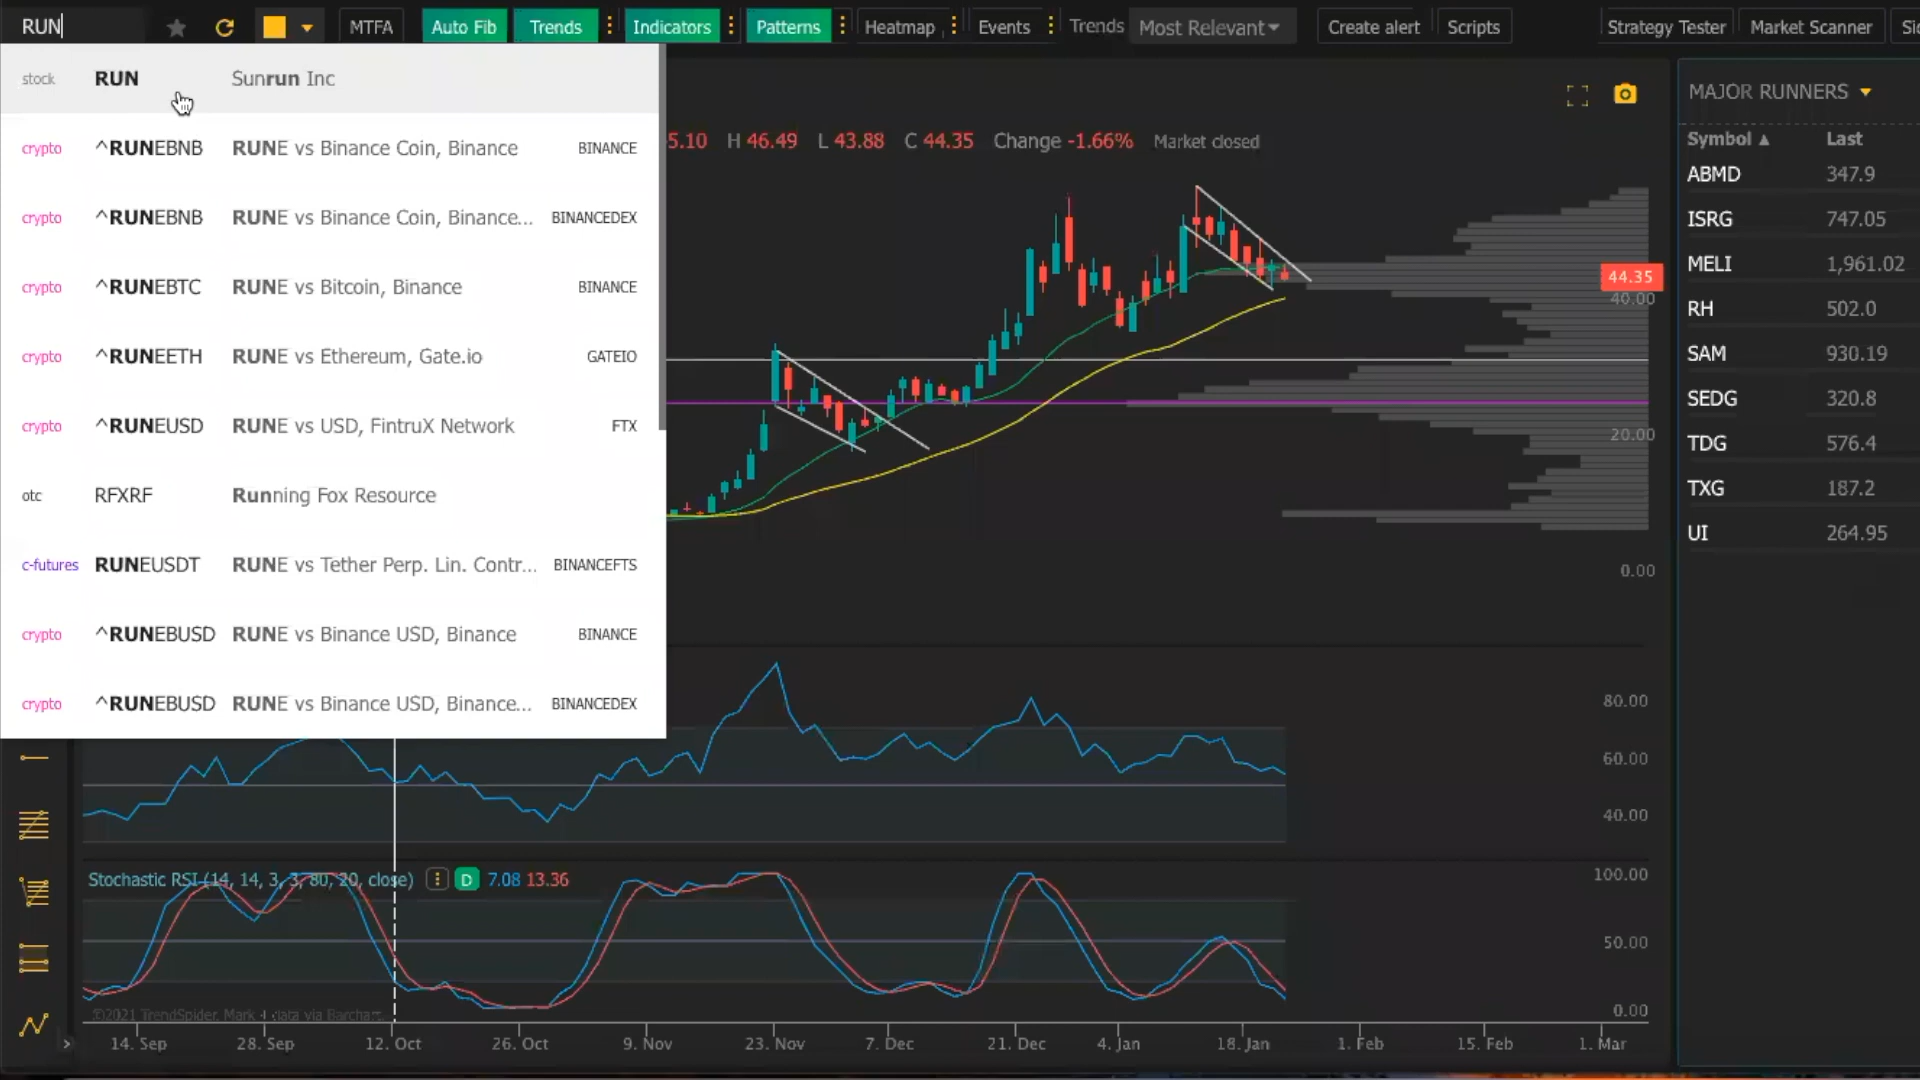 RUN MTFA Auto Fib Trends Indicators Patterns Heatmap Events Trends Most Relevant Create alert Scripts Strategy Tester Market Scanner
stock RUN Sunrun Inc
crypto ^RUNEBNB RUNE vs Binance Coin, Binance BINANCE
crypto ^RUNEBNB RUNE vs Binance Coin, Binance... BINANCEDEX
crypto ^RUNEBTC RUNE vs Bitcoin, Binance BINANCE
crypto ^RUNEETH RUNE vs Ethereum, Gate.io GATEIO
crypto ^RUNEUSD RUNE vs USD, FintruX Network FTX
otc RFXRF Running Fox Resource
c-futures RUNEUSDT RUNE vs Tether Perp. Lin. Contr... BINANCEFTS
crypto ^RUNEBUSD RUNE vs Binance USD, Binance BINANCE
crypto ^RUNEBUSD RUNE vs Binance USD, Binance... BINANCEDEX
5.10 H 46.49 L 43.88 C 44.35 Change -1.66% Market closed
44.35
40.00
20.00
0.00
80.00
60.00
40.00
Stochastic RSI (14, 14, 3, 3, 80, 20, close) D 7.08 13.36
100.00
50.00
0.00
©2021 TrendSpider, Mark
data via Barchart
14. Sep 28. Sep 12. Oct 26. Oct 9. Nov 23. Nov 7. Dec 21. Dec 4. Jan 18. Jan 1. Feb 15. Feb 1. Mar
MAJOR RUNNERS
Symbol Last
ABMD 347.9
ISRG 747.05
MELI 1,961.02
RH 502.0
SAM 930.19
SEDG 320.8
TDG 576.4
TXG 187.2
UI 264.95